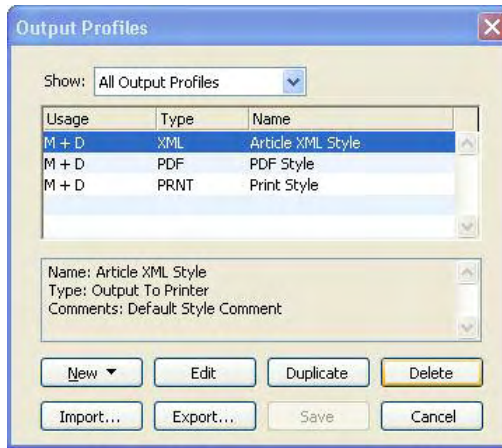 Output Profiles
Show: All Output Profiles
Usage Type Name
M + D XML Article XML Style
M + D PDF PDF Style
M + D PRNT Print Style
Name: Article XML Style
Type: Output To Printer
Comments: Default Style Comment
New Edit Duplicate Delete
Import... Export... Save Cancel